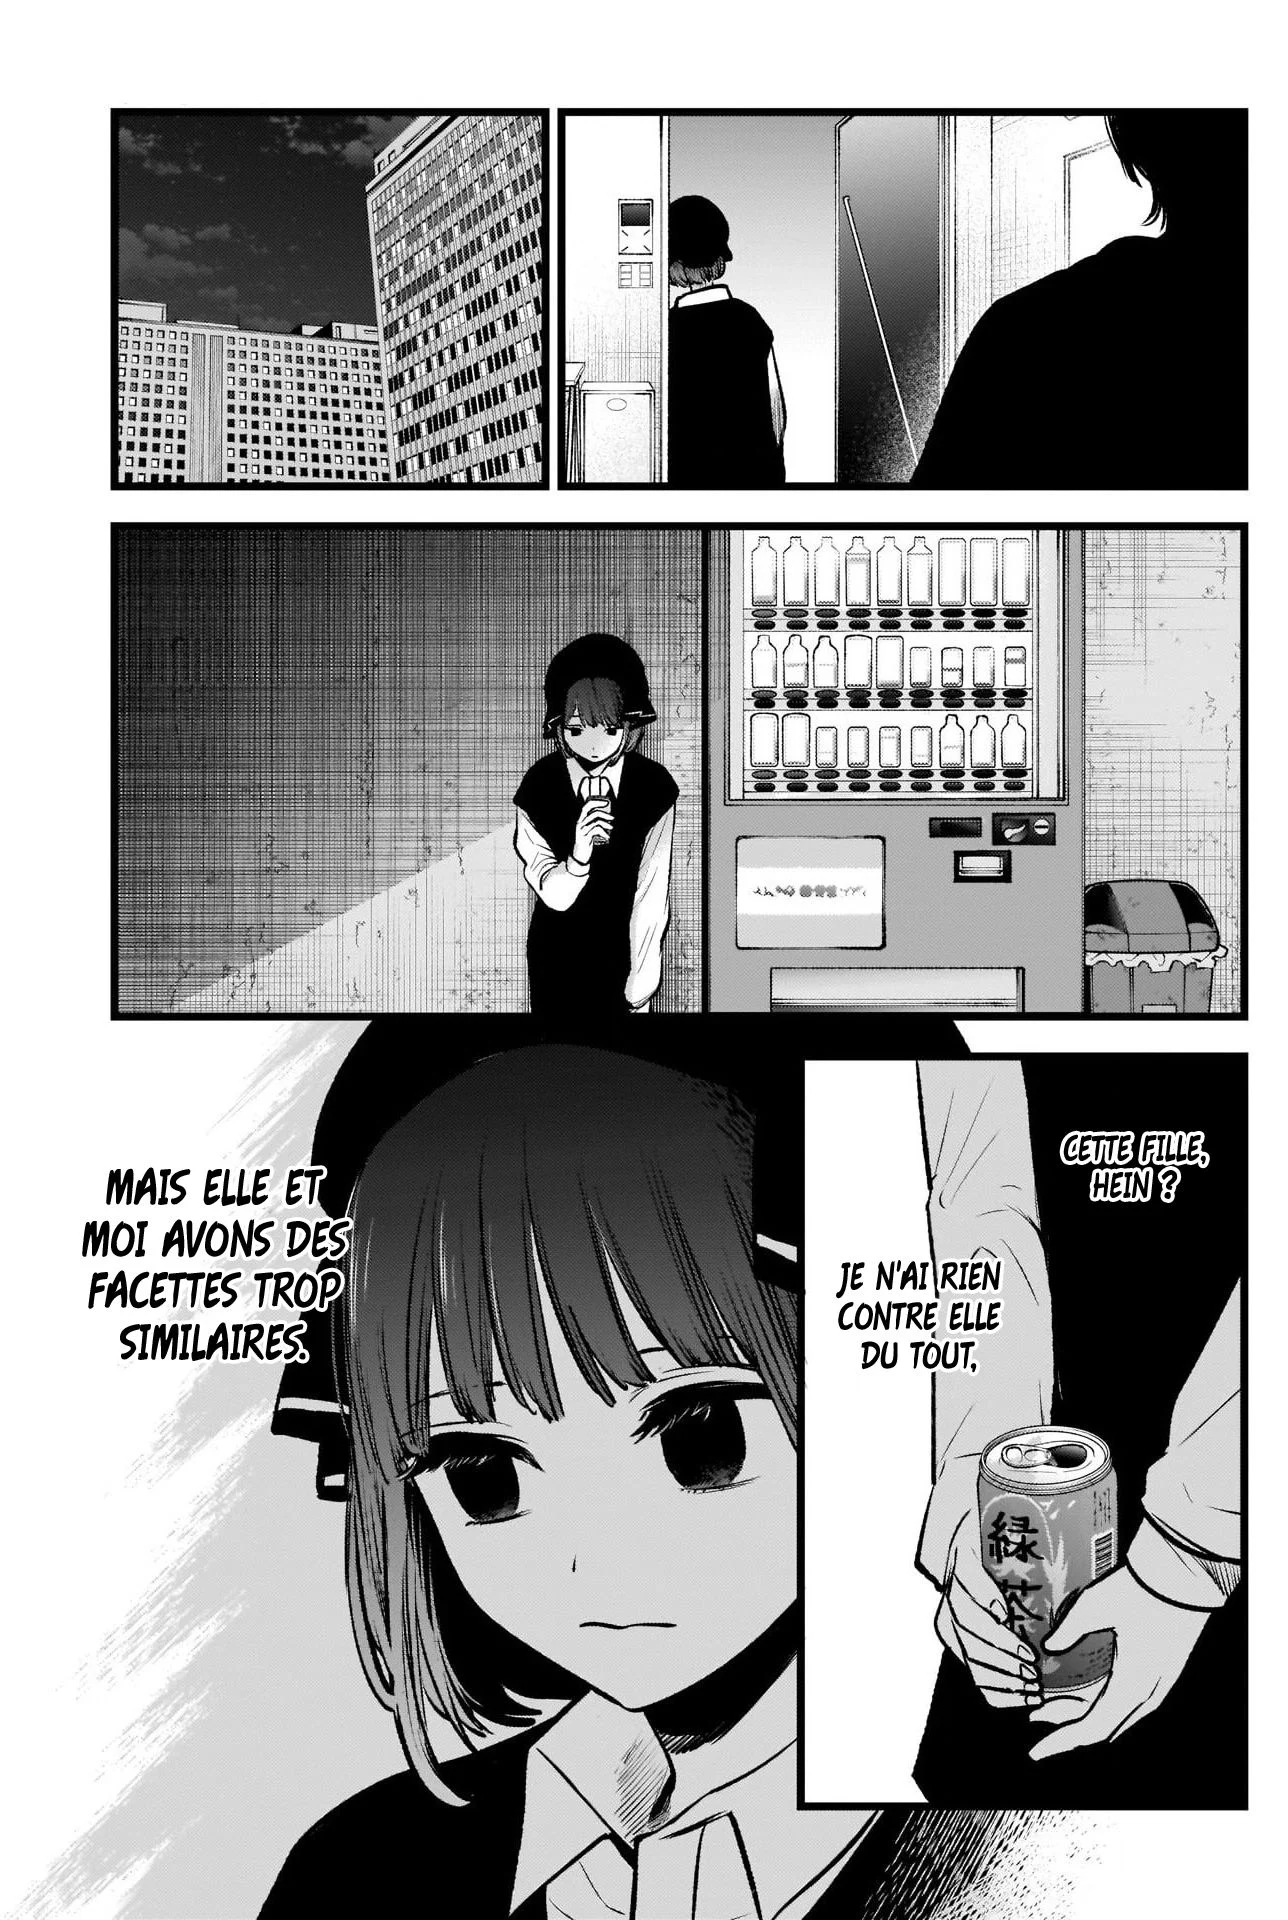 CETTE FILLE,
HEIN ?
JE N'AI RIEN
CONTRE ELLE
DU TOUT,
緑
茶
MAIS ELLE ET
MOI AVONS DES
FACETTES TROP
SIMILAIRES.